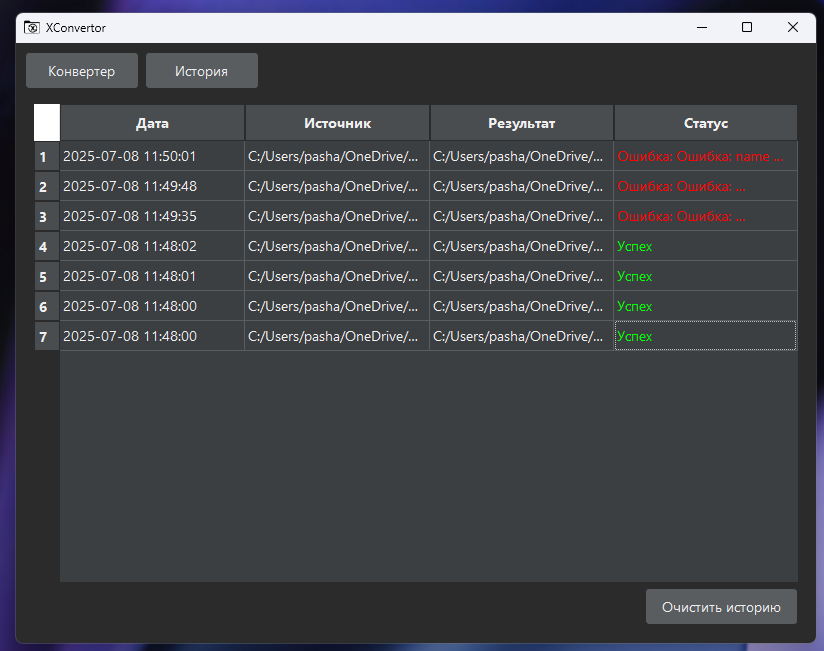 XConvertor
Конвертер История
Дата Источник Результат Статус
1 2025-07-08 11:50:01 C:/Users/pasha/OneDrive/... C:/Users/pasha/OneDrive/... Ошибка: Ошибка: name ...
2 2025-07-08 11:49:48 C:/Users/pasha/OneDrive/... C:/Users/pasha/OneDrive/... Ошибка: Ошибка: ...
3 2025-07-08 11:49:35 C:/Users/pasha/OneDrive/... C:/Users/pasha/OneDrive/... Ошибка: Ошибка: ...
4 2025-07-08 11:48:02 C:/Users/pasha/OneDrive/... C:/Users/pasha/OneDrive/... Успех
5 2025-07-08 11:48:01 C:/Users/pasha/OneDrive/... C:/Users/pasha/OneDrive/... Успех
6 2025-07-08 11:48:00 C:/Users/pasha/OneDrive/... C:/Users/pasha/OneDrive/... Успех
7 2025-07-08 11:48:00 C:/Users/pasha/OneDrive/... C:/Users/pasha/OneDrive/... Успех
Очистить историю